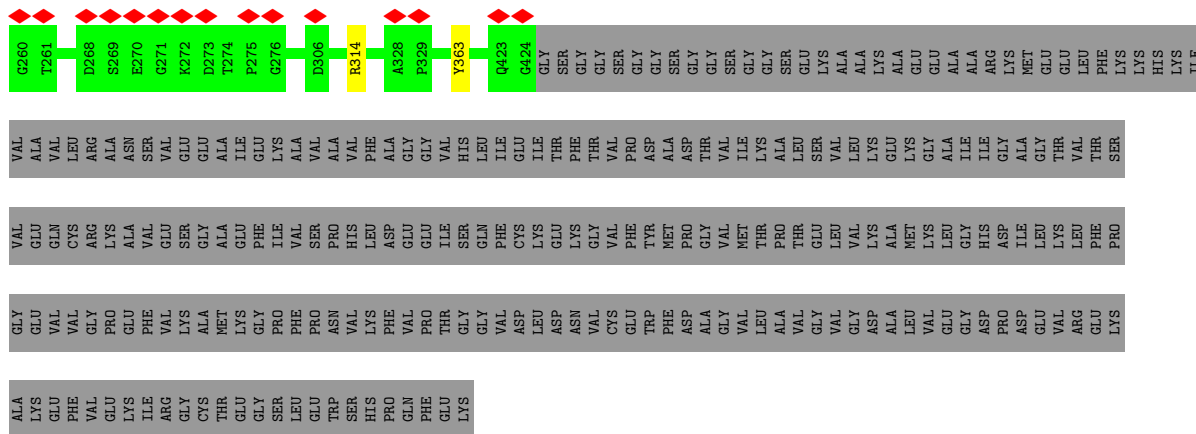 G260 T261 D268 S269 E270 G271 K272 D273 T274 P275 G276 D306 R314 A328 P329 Y363 Q423 G424 GLY SER GLY GLY SER GLY GLY SER GLY GLY SER GLY GLY SER GLU LYS ALA ALA LYS ALA GLU GLU ALA ALA ARG LYS MET GLU GLU LEU PHE LYS LYS HIS LYS ILE
VAL ALA VAL LEU ARG ALA ASN SER VAL GLU GLU ALA ILE GLU LYS ALA VAL ALA VAL PHE ALA GLY GLY VAL HIS LEU ILE GLU ILE THR PHE THR VAL PRO ASP ALA ASP THR VAL ILE LYS ALA LEU SER VAL LEU LYS GLU LYS GLY ALA ILE ILE GLY ALA GLY THR VAL THR SER
VAL GLU GLN CYS ARG LYS ALA VAL GLU SER GLY ALA GLU PHE ILE VAL SER PRO HIS LEU ASP GLU GLU ILE SER GLN PHE CYS LYS GLU LYS GLY VAL PHE TYR MET PRO GLY VAL MET THR PRO THR GLU LEU VAL LYS ALA MET LYS LEU GLY HIS ASP ILE LEU LYS LEU PHE PRO
GLY GLU VAL VAL GLY PRO GLU PHE VAL LYS ALA MET LYS GLY PRO PHE PRO ASN VAL LYS PHE VAL PRO THR GLY GLY VAL ASP LEU ASP ASN VAL CYS GLU TRP PHE ASP ALA GLY VAL LEU ALA VAL GLY VAL GLY ASP ALA LEU VAL GLU GLY ASP PRO ASP GLU VAL ARG GLU LYS
ALA LYS GLU PHE VAL GLU LYS ILE ARG GLY CYS THR GLU GLY SER LEU GLU TRP SER HIS PRO GLN PHE GLU LYS